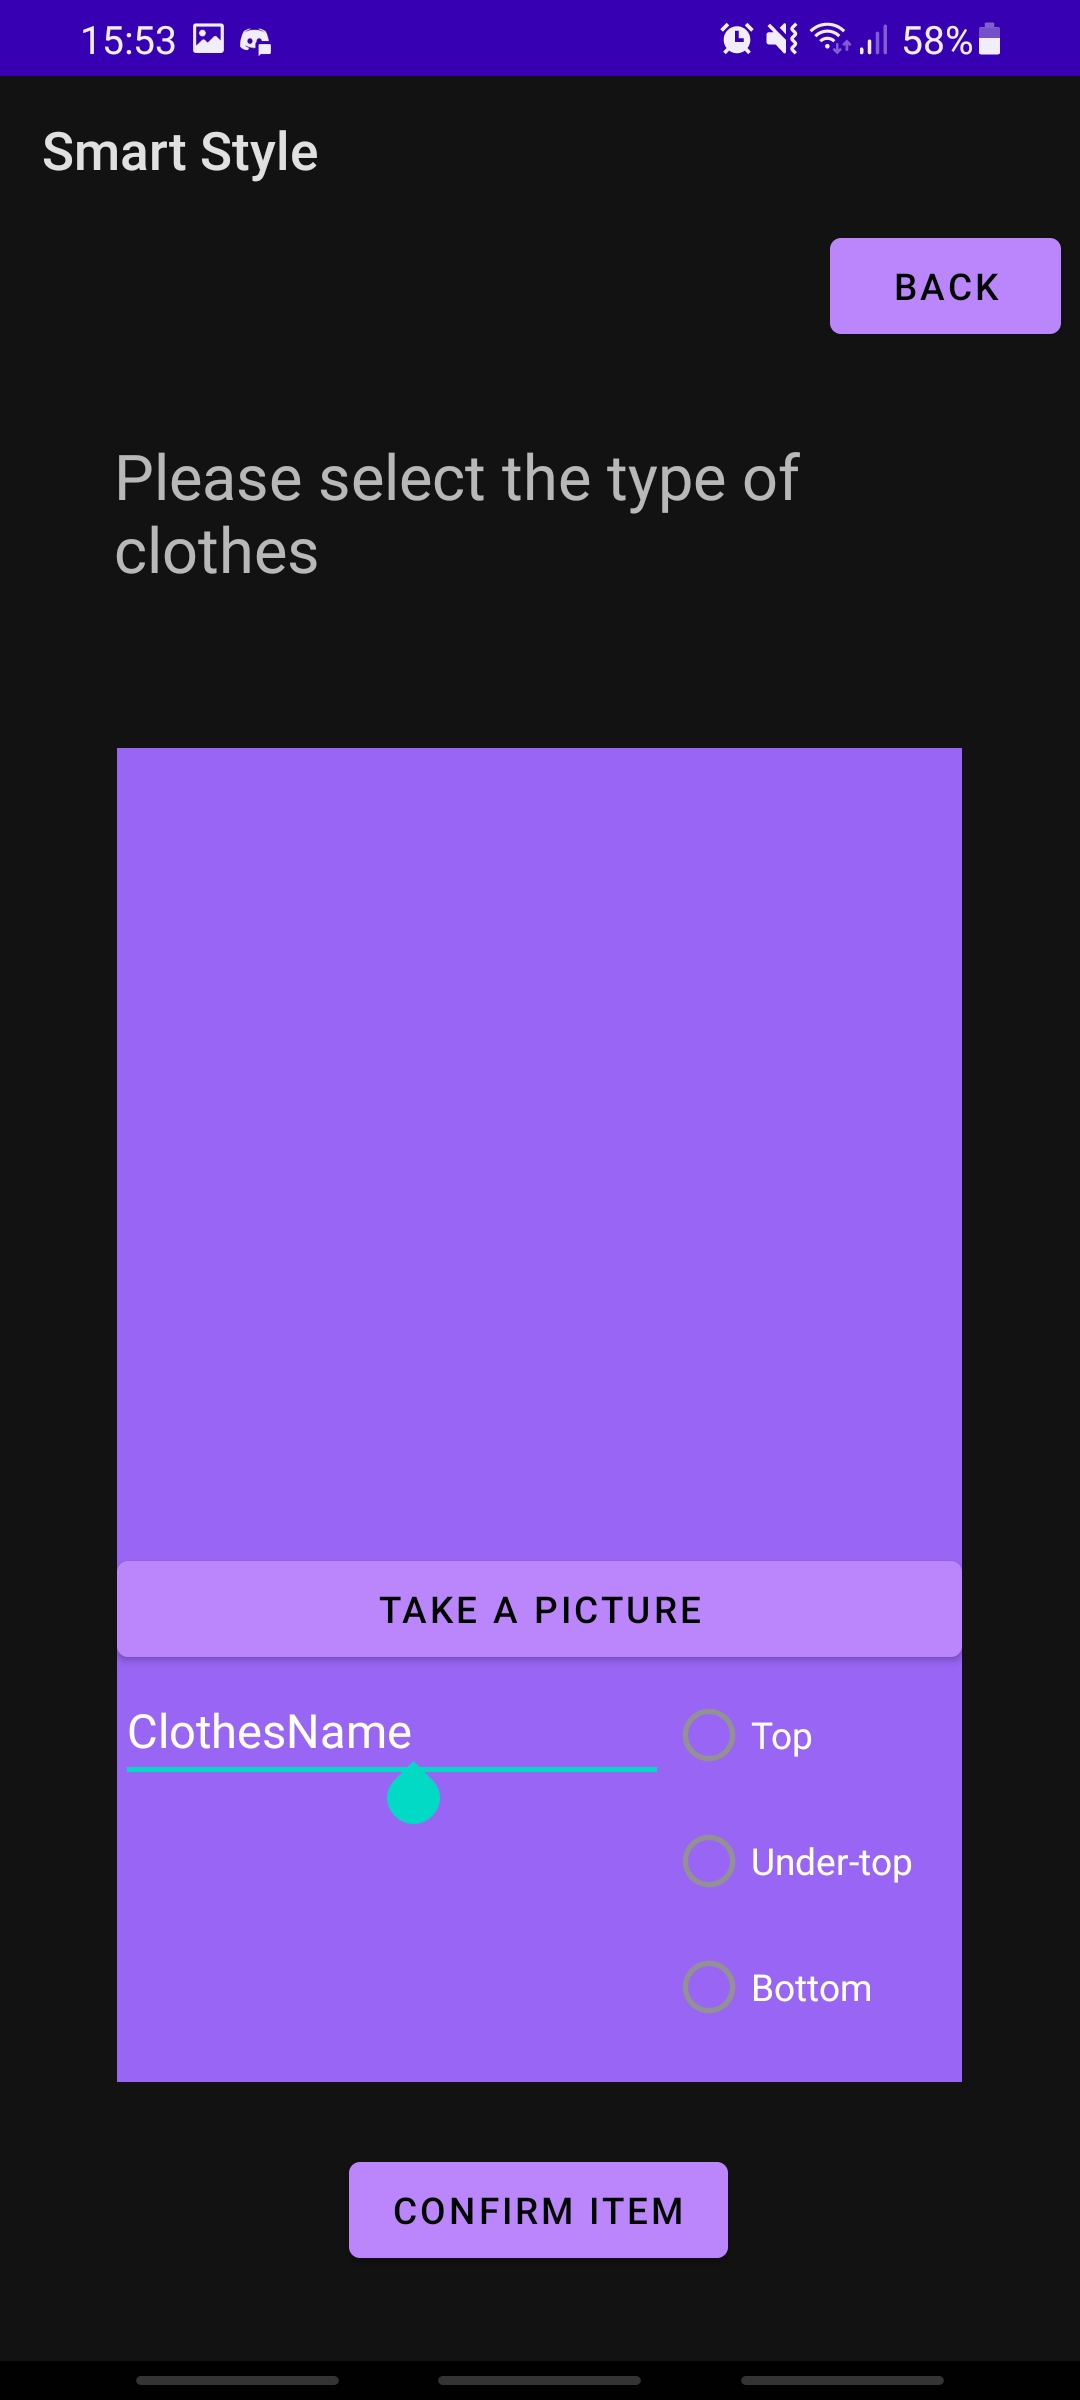 15:53 58%
Smart Style
BACK
Please select the type of
clothes
TAKE A PICTURE
ClothesName
Top
Under-top
Bottom
CONFIRM ITEM